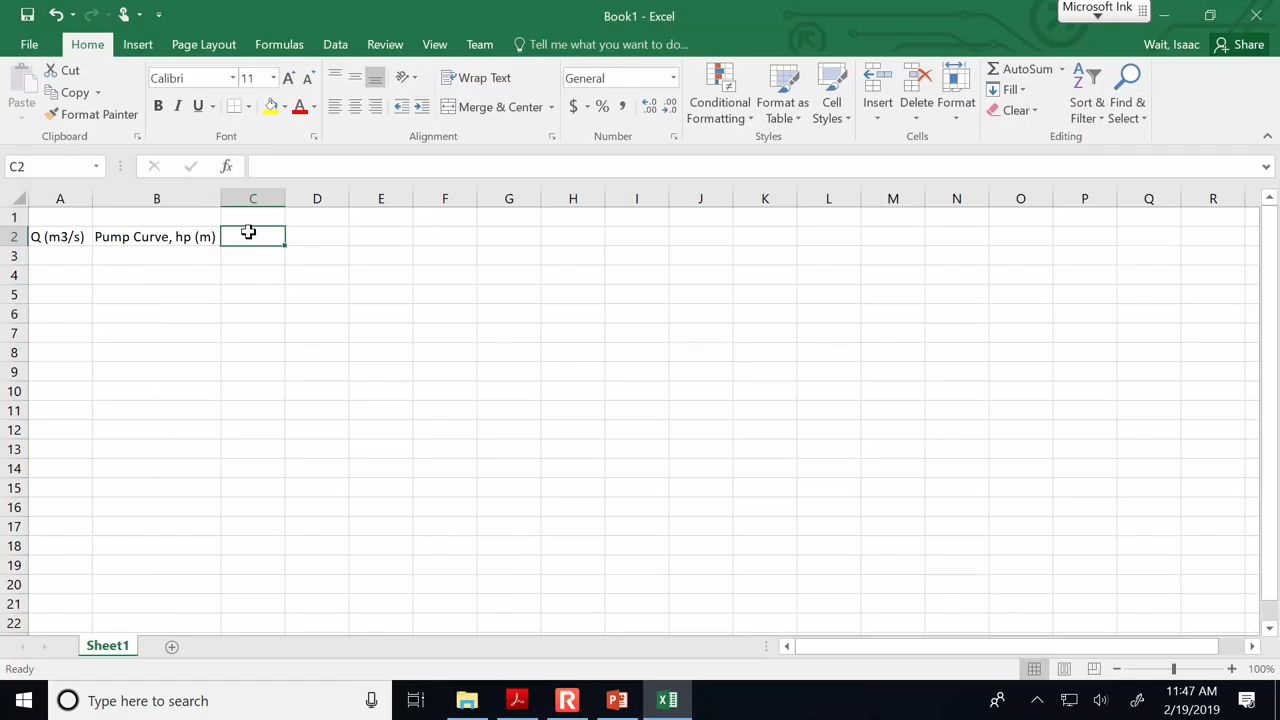 Book1 - Excel
Microsoft Ink
File Home Insert Page Layout Formulas Data Review View Team Tell me what you want to do... Wait, Isaac Share
Paste
Cut
Copy
Format Painter
Clipboard
Calibri 11
B I U A
Font
Wrap Text
Merge & Center
Alignment
General
$ % ,
Number
Conditional Formatting
Format as Table
Cell Styles
Styles
Insert
Delete
Format
Cells
AutoSum
Fill
Clear
Sort & Filter
Find & Select
Editing
C2 fx
A B C D E F G H I J K L M N O P Q R
1
2 Q (m3/s) Pump Curve, hp (m)
3
4
5
6
7
8
9
10
11
12
13
14
15
16
17
18
19
20
21
22
Sheet1
Ready 100%
Type here to search
11:47 AM
2/19/2019